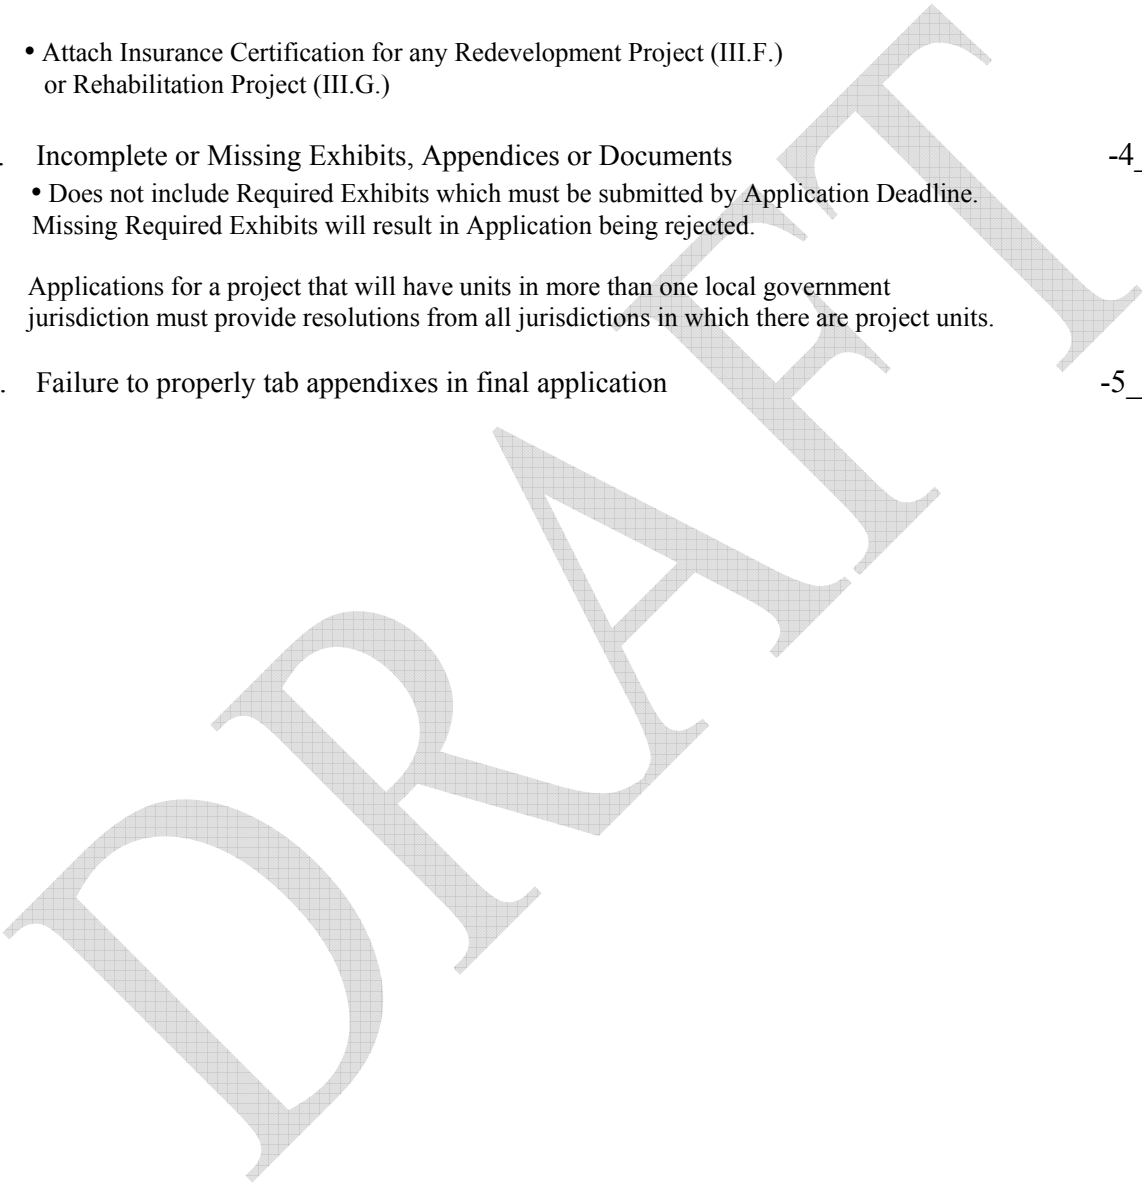 • Attach Insurance Certification for any Redevelopment Project (III.F.)
or Rehabilitation Project (III.G.)
. Incomplete or Missing Exhibits, Appendices or Documents -4_
• Does not include Required Exhibits which must be submitted by Application Deadline.
Missing Required Exhibits will result in Application being rejected.
Applications for a project that will have units in more than one local government
jurisdiction must provide resolutions from all jurisdictions in which there are project units.
. Failure to properly tab appendixes in final application -5_
DRAFT